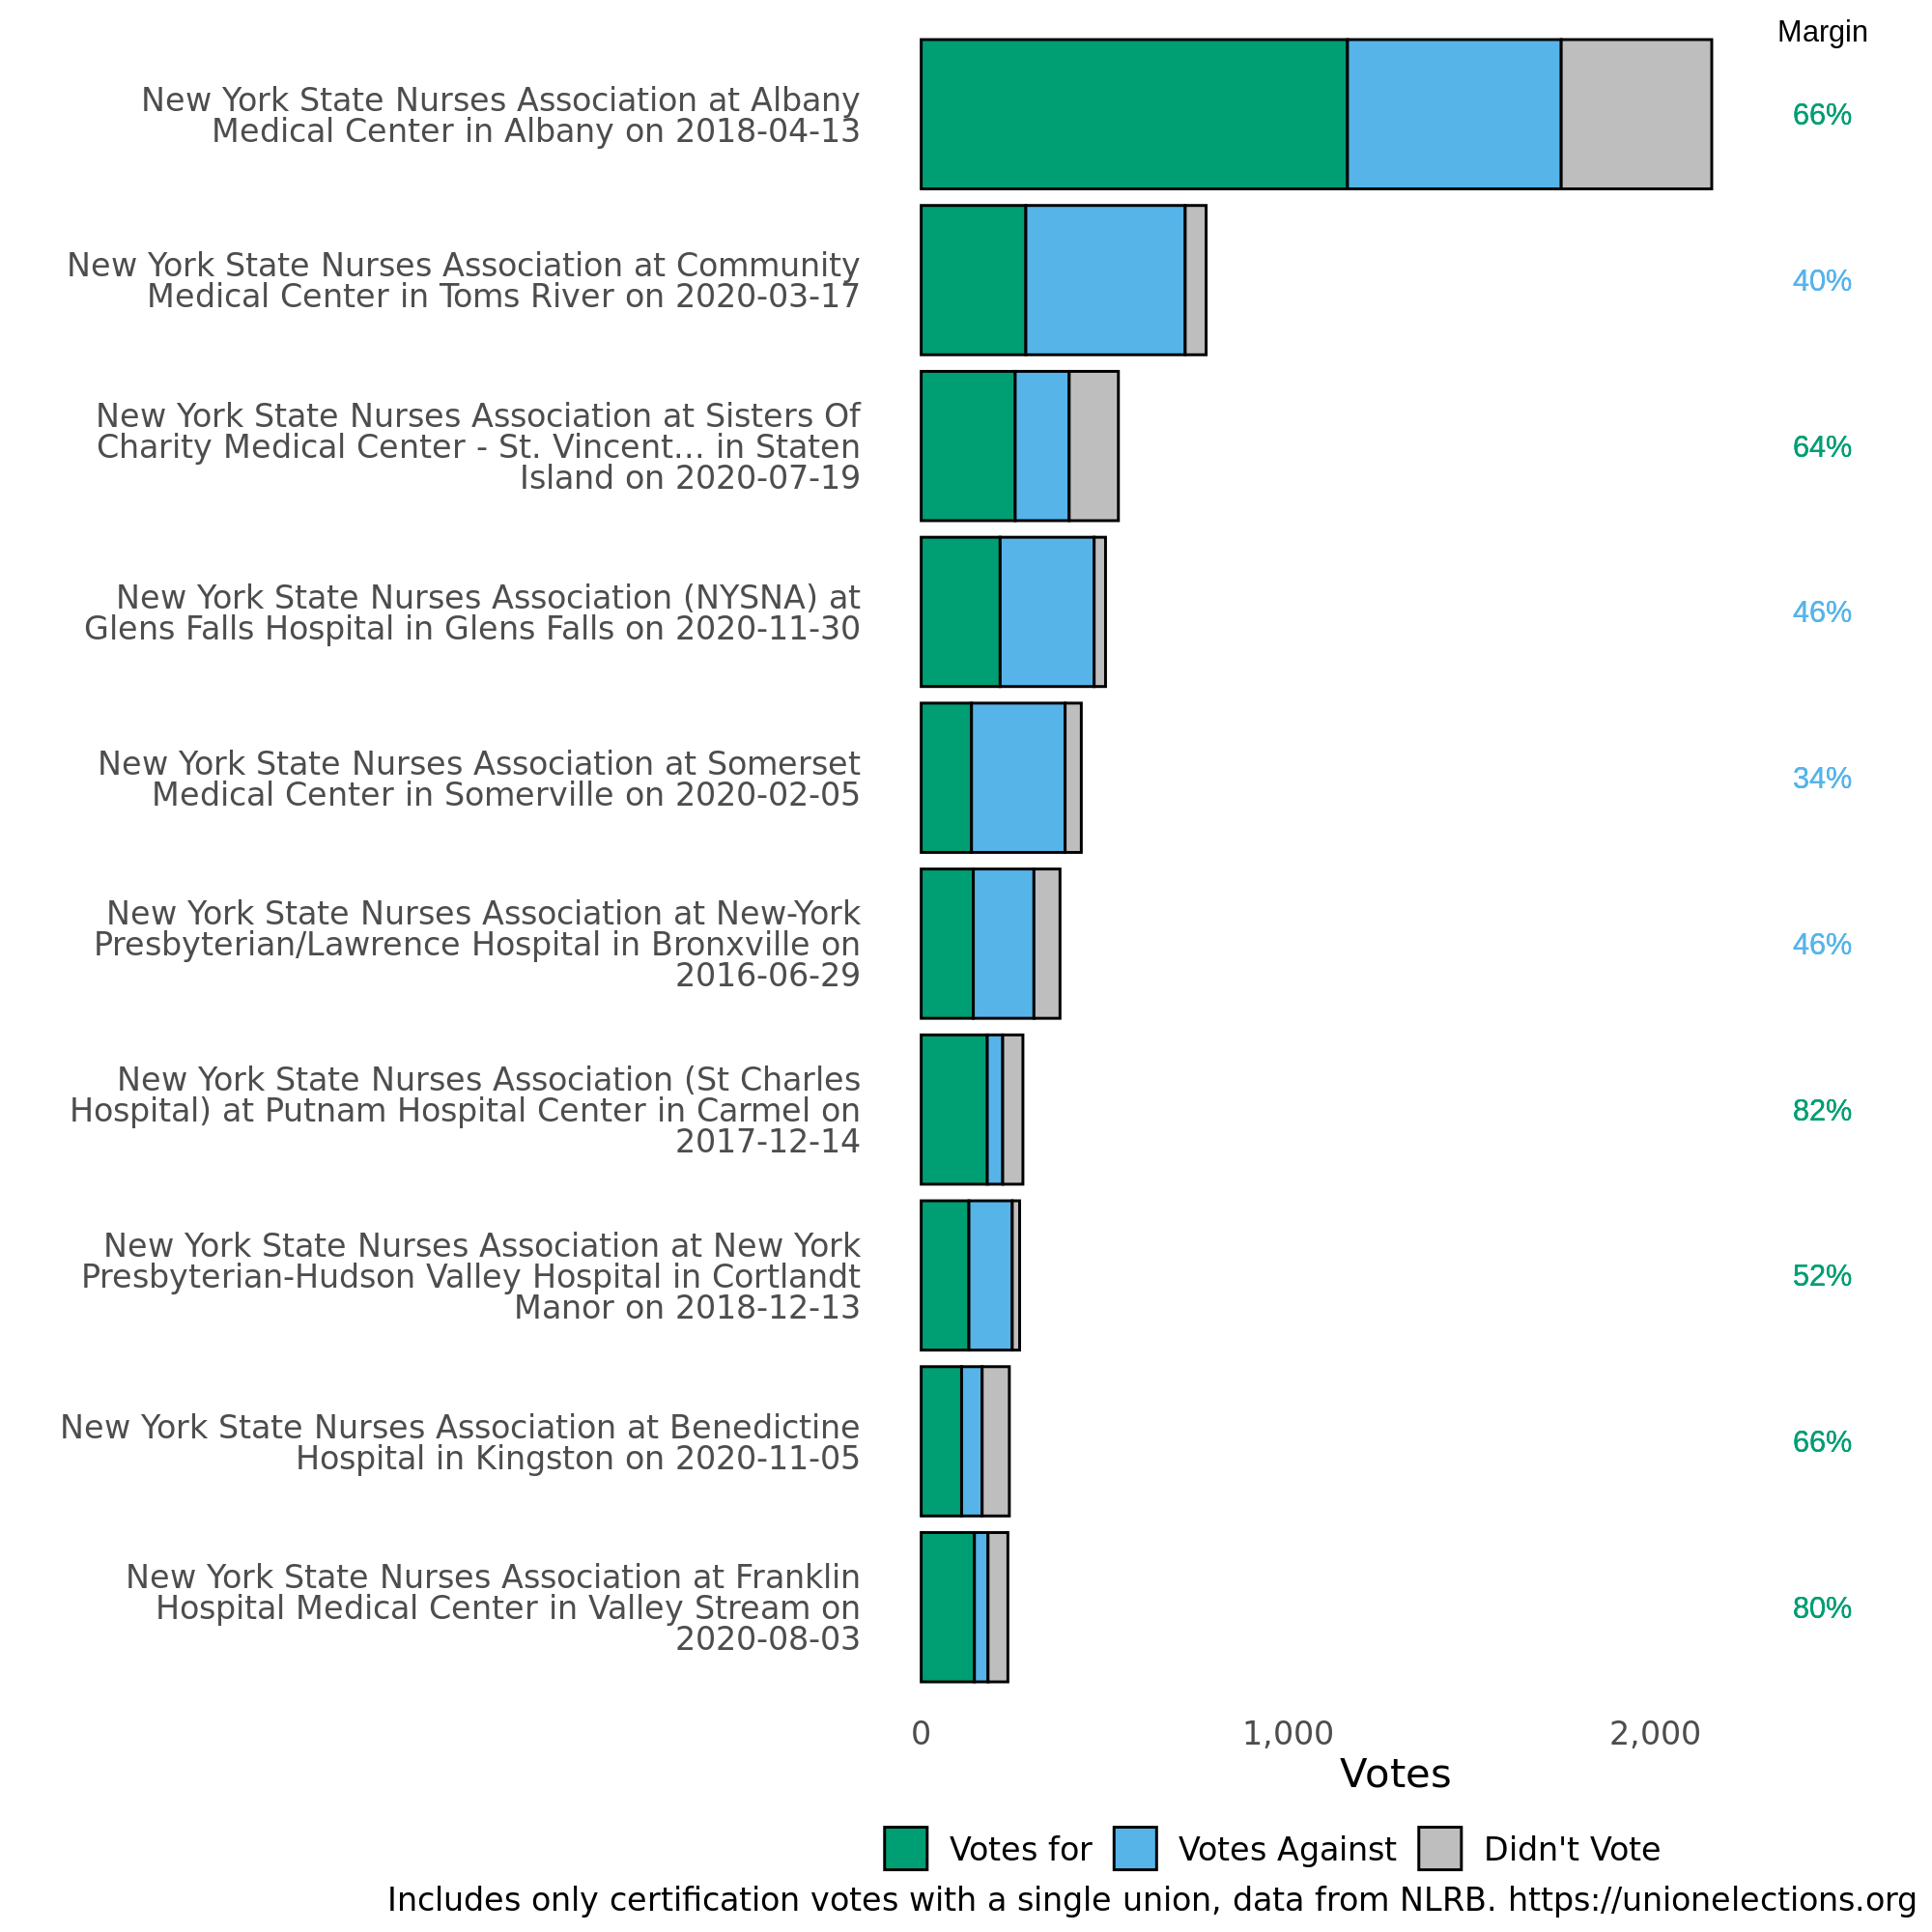 Margin
New York State Nurses Association at Albany
Medical Center in Albany on 2018-04-13
66%
New York State Nurses Association at Community
Medical Center in Toms River on 2020-03-17
40%
New York State Nurses Association at Sisters Of
Charity Medical Center - St. Vincent... in Staten
Island on 2020-07-19
64%
New York State Nurses Association (NYSNA) at
Glens Falls Hospital in Glens Falls on 2020-11-30
46%
New York State Nurses Association at Somerset
Medical Center in Somerville on 2020-02-05
34%
New York State Nurses Association at New-York
Presbyterian/Lawrence Hospital in Bronxville on
2016-06-29
46%
New York State Nurses Association (St Charles
Hospital) at Putnam Hospital Center in Carmel on
2017-12-14
82%
New York State Nurses Association at New York
Presbyterian-Hudson Valley Hospital in Cortlandt
Manor on 2018-12-13
52%
New York State Nurses Association at Benedictine
Hospital in Kingston on 2020-11-05
66%
New York State Nurses Association at Franklin
Hospital Medical Center in Valley Stream on
2020-08-03
80%
0 1,000 2,000
Votes
Votes for Votes Against Didn't Vote
Includes only certification votes with a single union, data from NLRB. https://unionelections.org